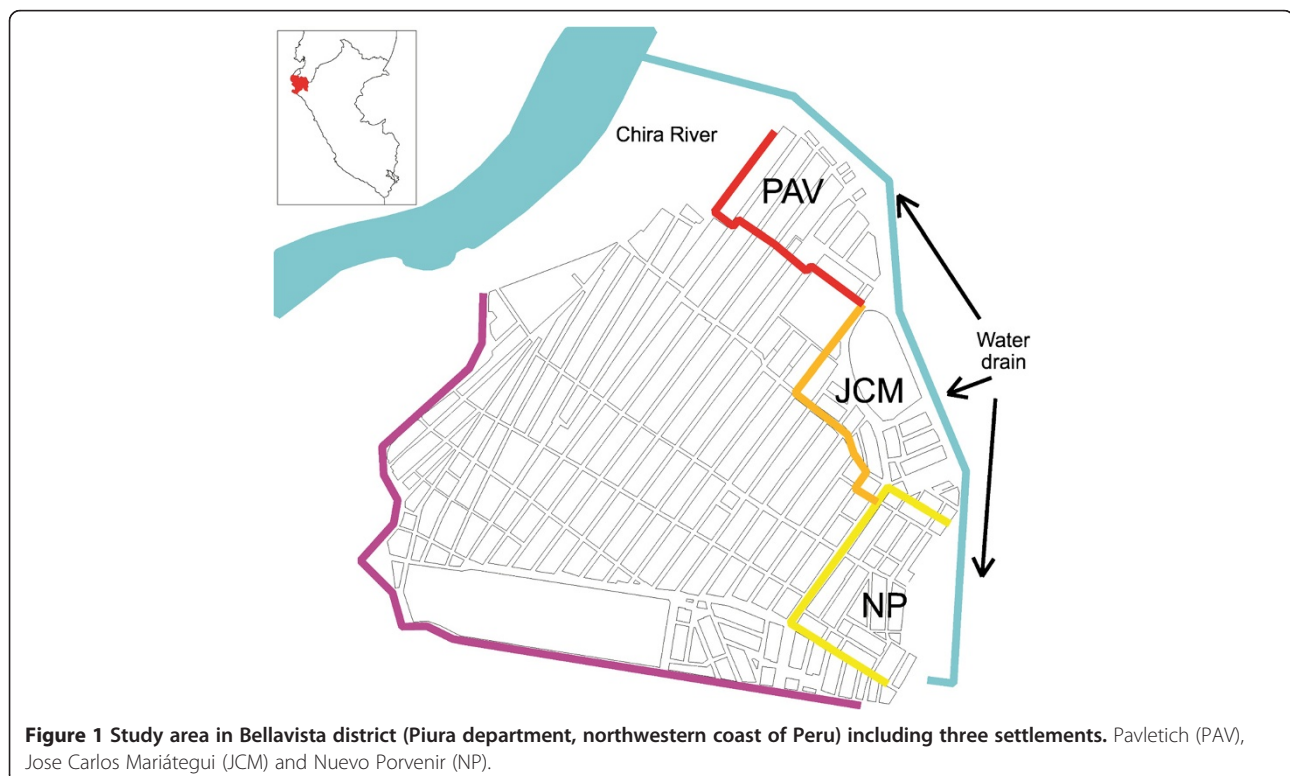 Chira River
PAV
Water
drain
JCM
NP
Figure 1 Study area in Bellavista district (Piura department, northwestern coast of Peru) including three settlements. Pavletich (PAV),
Jose Carlos Mariátegui (JCM) and Nuevo Porvenir (NP).